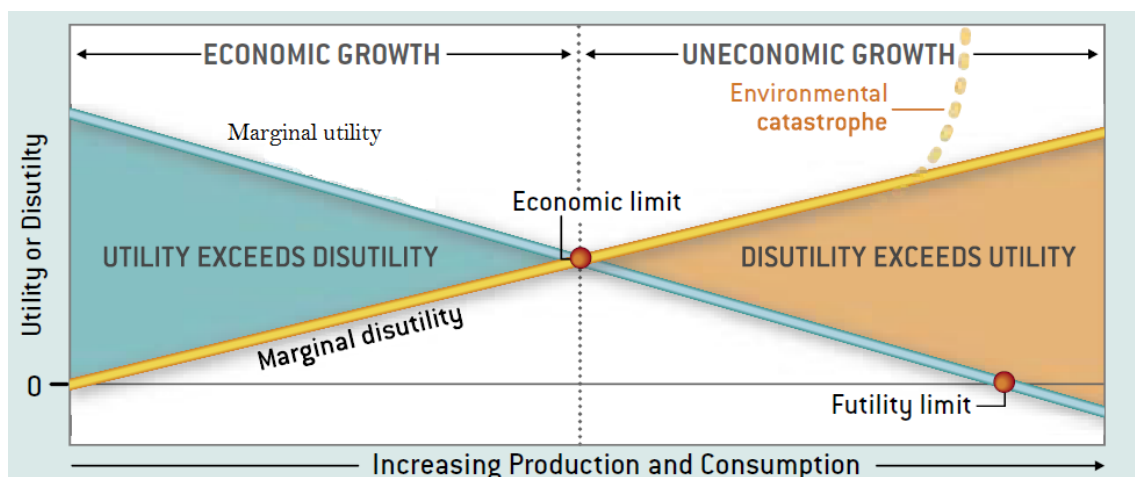 ECONOMIC GROWTH
UNECONOMIC GROWTH
Environmental
catastrophe
Marginal utility
Economic limit
UTILITY EXCEEDS DISUTILITY
DISUTILITY EXCEEDS UTILITY
Marginal disutility
Utility or Disutilty
0
Futility limit
Increasing Production and Consumption